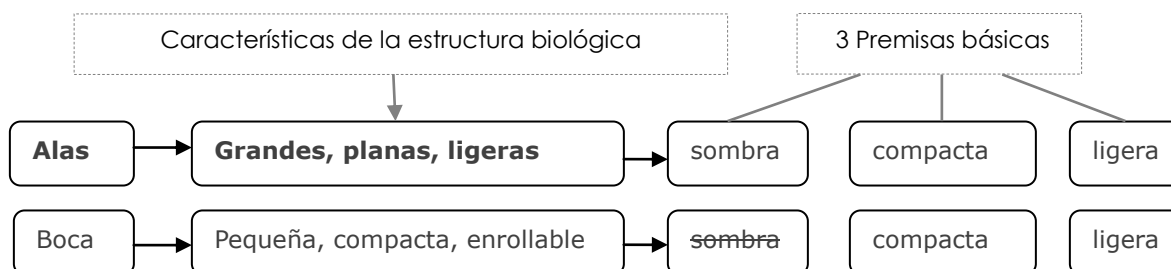 Características de la estructura biológica
3 Premisas básicas
Alas
Grandes, planas, ligeras
sombra
compacta
ligera
Boca
Pequeña, compacta, enrollable
sombra
compacta
ligera